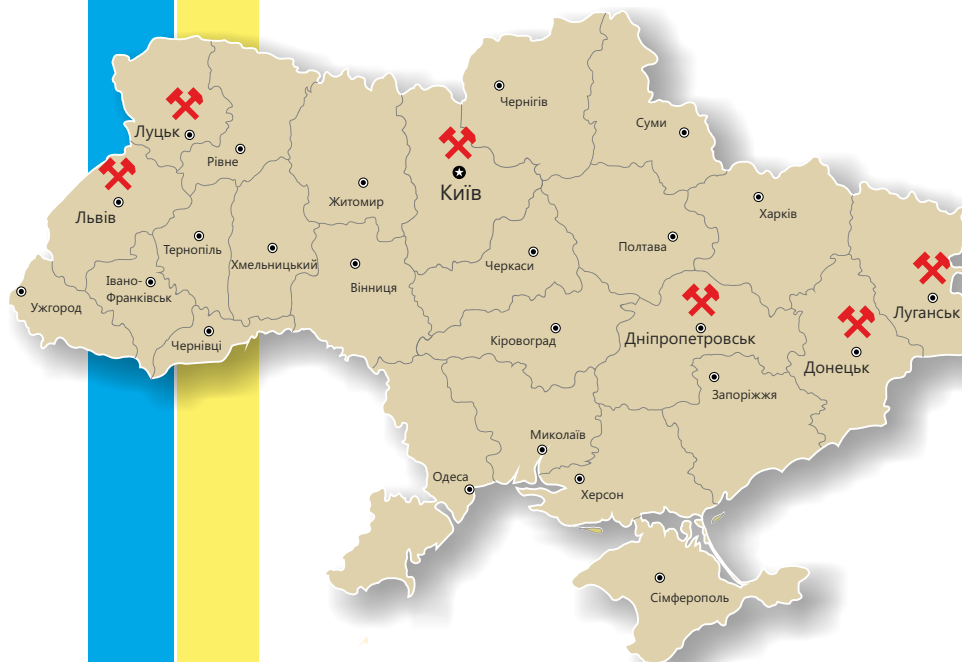 Чернігів
Суми
Луцьк
Рівне
Київ
Житомир
Львів
Харків
Тернопіль
Полтава
Хмельницький
Черкаси
Івано-
Франківськ
Вінниця
Ужгород
Луганськ
Чернівці
Кіровоград
Дніпропетровськ
Донецьк
Запоріжжя
Миколаїв
Одеса
Херсон
Сімферополь